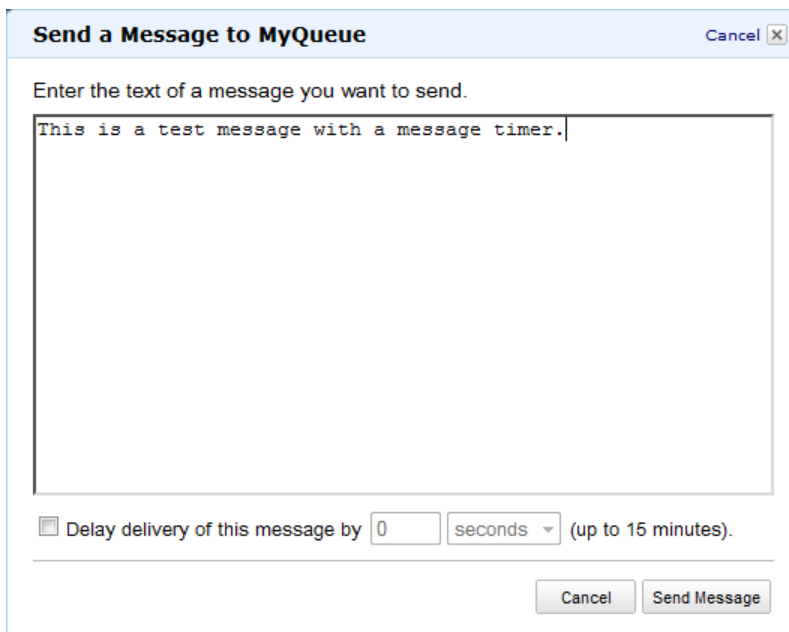 Send a Message to MyQueue
Cancel
Enter the text of a message you want to send.
This is a test message with a message timer.
Delay delivery of this message by 0 seconds (up to 15 minutes).
Cancel Send Message